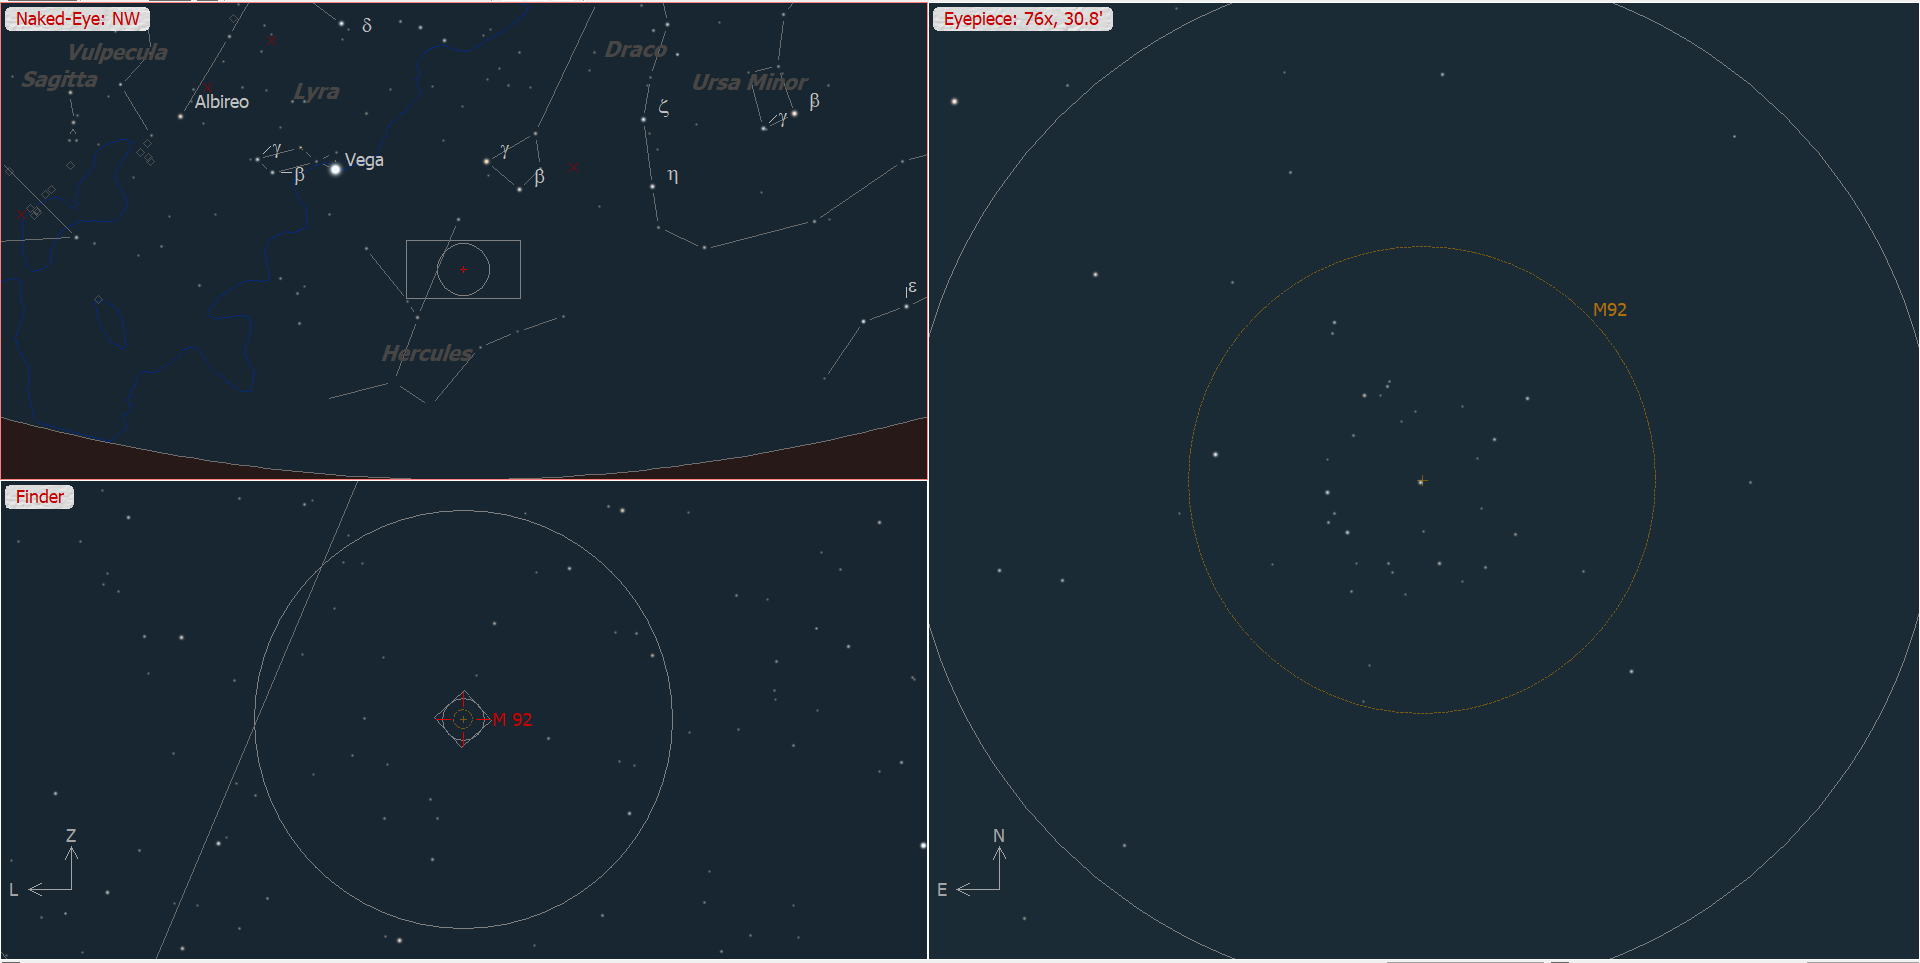 Naked-Eye: NW
δ
Vulpecula
Sagitta
Albireo
Lyra
Draco
Ursa Minor
β
γ
ζ
γ
β
Vega
γ
β
η
ε
Hercules
Finder
M 92
Z
L
Eyepiece: 76x, 30.8'
M92
N
E